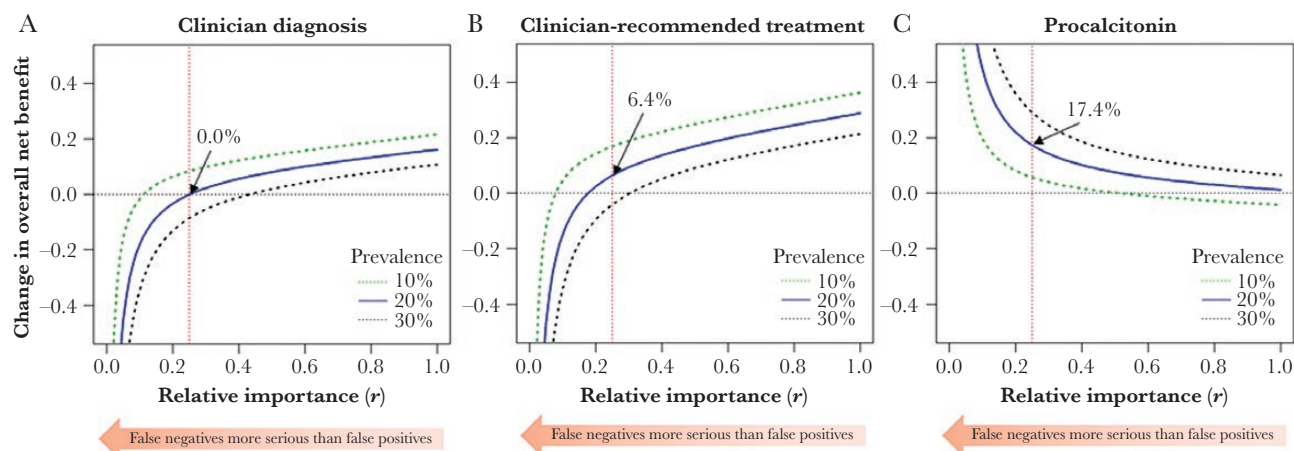 A
Clinician diagnosis
B
Clinician-recommended treatment
C
Procalcitonin
Change in overall net benefit
0.4
0.2
0.0
–0.2
–0.4
0.0%
Prevalence
10%
20%
30%
0.0 0.2 0.4 0.6 0.8 1.0
Relative importance (r)
False negatives more serious than false positives
0.4
0.2
0.0
–0.2
–0.4
6.4%
Prevalence
10%
20%
30%
0.0 0.2 0.4 0.6 0.8 1.0
Relative importance (r)
False negatives more serious than false positives
0.4
0.2
0.0
–0.2
–0.4
17.4%
Prevalence
10%
20%
30%
0.0 0.2 0.4 0.6 0.8 1.0
Relative importance (r)
False negatives more serious than false positives